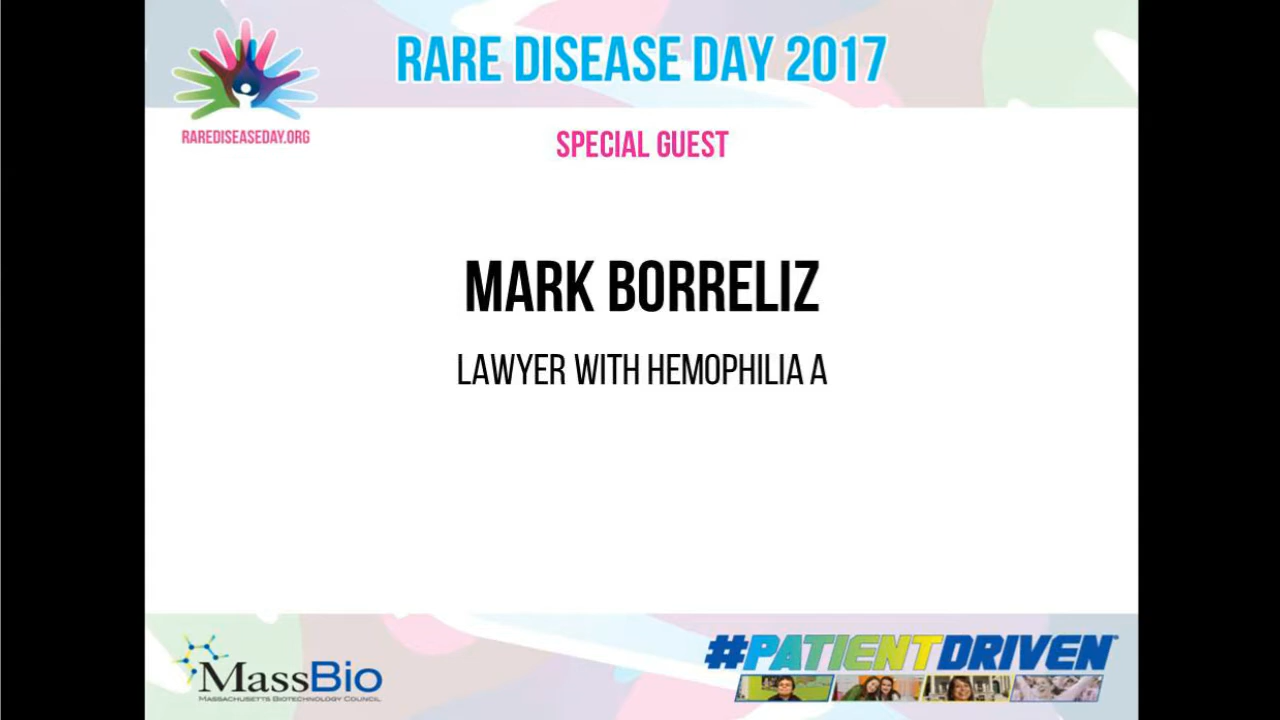 RARE DISEASE DAY 2017
RAREDISEASEDAY.ORG
SPECIAL GUEST
MARK BORRELIZ
LAWYER WITH HEMOPHILIA A
MassBio
MASSACHUSETTS BIOTECHNOLOGY COUNCIL
#PATIENTDRIVEN